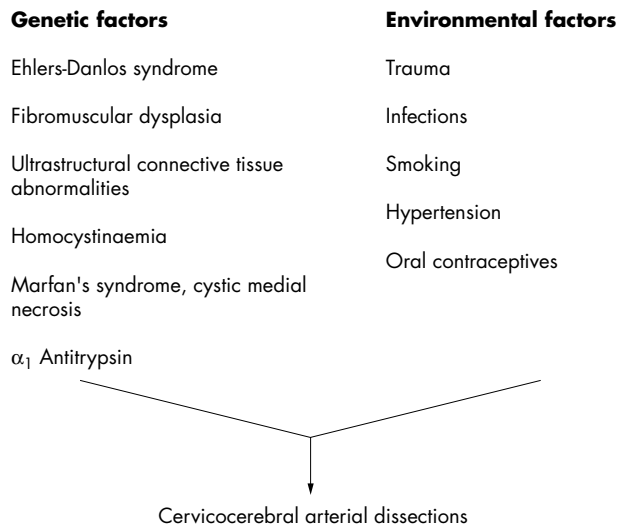 Genetic factors
Ehlers-Danlos syndrome
Fibromuscular dysplasia
Ultrastructural connective tissue
abnormalities
Homocystinaemia
Marfan's syndrome, cystic medial
necrosis
α₁ Antitrypsin
Environmental factors
Trauma
Infections
Smoking
Hypertension
Oral contraceptives
Cervicocerebral arterial dissections